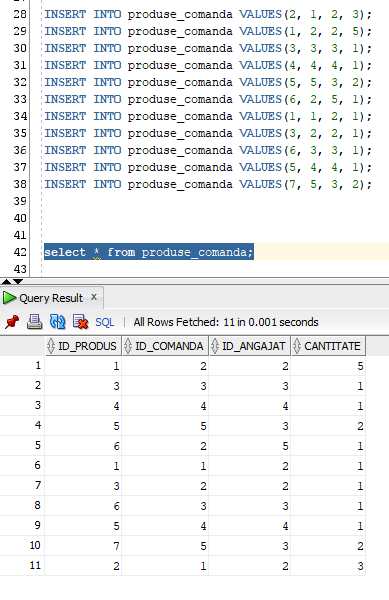 28 INSERT INTO produse_comanda VALUES(2, 1, 2, 3);
29 INSERT INTO produse_comanda VALUES(1, 2, 2, 5);
30 INSERT INTO produse_comanda VALUES(3, 3, 3, 1);
31 INSERT INTO produse_comanda VALUES(4, 4, 4, 1);
32 INSERT INTO produse_comanda VALUES(5, 5, 3, 2);
33 INSERT INTO produse_comanda VALUES(6, 2, 5, 1);
34 INSERT INTO produse_comanda VALUES(1, 1, 2, 1);
35 INSERT INTO produse_comanda VALUES(3, 2, 2, 1);
36 INSERT INTO produse_comanda VALUES(6, 3, 3, 1);
37 INSERT INTO produse_comanda VALUES(5, 4, 4, 1);
38 INSERT INTO produse_comanda VALUES(7, 5, 3, 2);
39
40
41
42 select * from produse_comanda;
43
Query Result x
SQL | All Rows Fetched: 11 in 0.001 seconds
ID_PRODUS ID_COMANDA ID_ANGAJAT CANTITATE
1 1 2 2 5
2 3 3 3 1
3 4 4 4 1
4 5 5 3 2
5 6 2 5 1
6 1 1 2 1
7 3 2 2 1
8 6 3 3 1
9 5 4 4 1
10 7 5 3 2
11 2 1 2 3